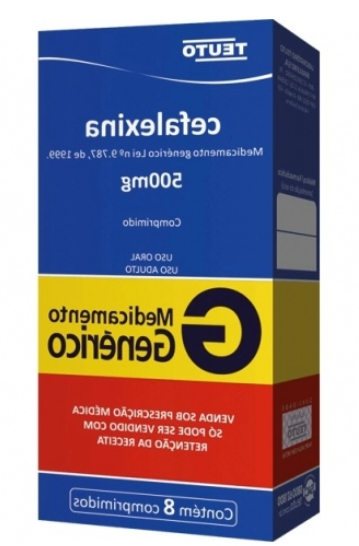 TEUTO
cefalexina
Medicamento genérico Lei nº 9.787, de 1999.
500mg
Comprimido
USO ORAL
USO ADULTO
G
Medicamento
Genérico
VENDA SOB PRESCRIÇÃO MÉDICA
SÓ PODE SER VENDIDO COM
RETENÇÃO DA RECEITA
Contém 8 comprimidos